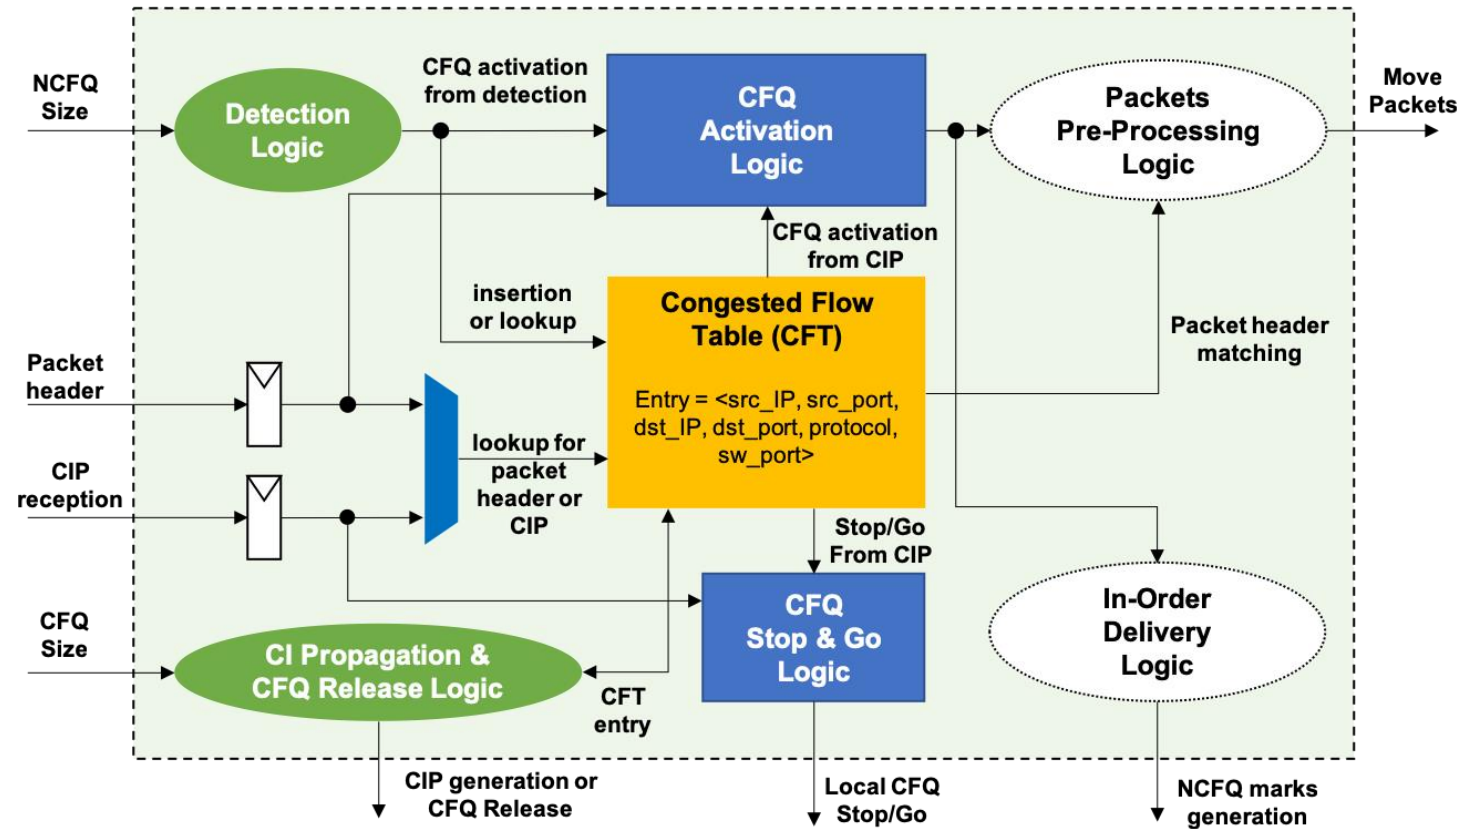 NCFQ
Size
Detection
Logic
CFQ activation
from detection
CFQ
Activation
Logic
Packets
Pre-Processing
Logic
Move
Packets
CFQ activation
from CIP
insertion
or lookup
Congested Flow
Table (CFT)
Entry = <src_IP, src_port,
dst_IP, dst_port, protocol,
sw_port>
Packet header
matching
Packet
header
lookup for
packet
header or
CIP
CIP
reception
Stop/Go
From CIP
CFQ
Size
CI Propagation &
CFQ Release Logic
CFT
entry
CFQ
Stop & Go
Logic
In-Order
Delivery
Logic
CIP generation or
CFQ Release
Local CFQ
Stop/Go
NCFQ marks
generation